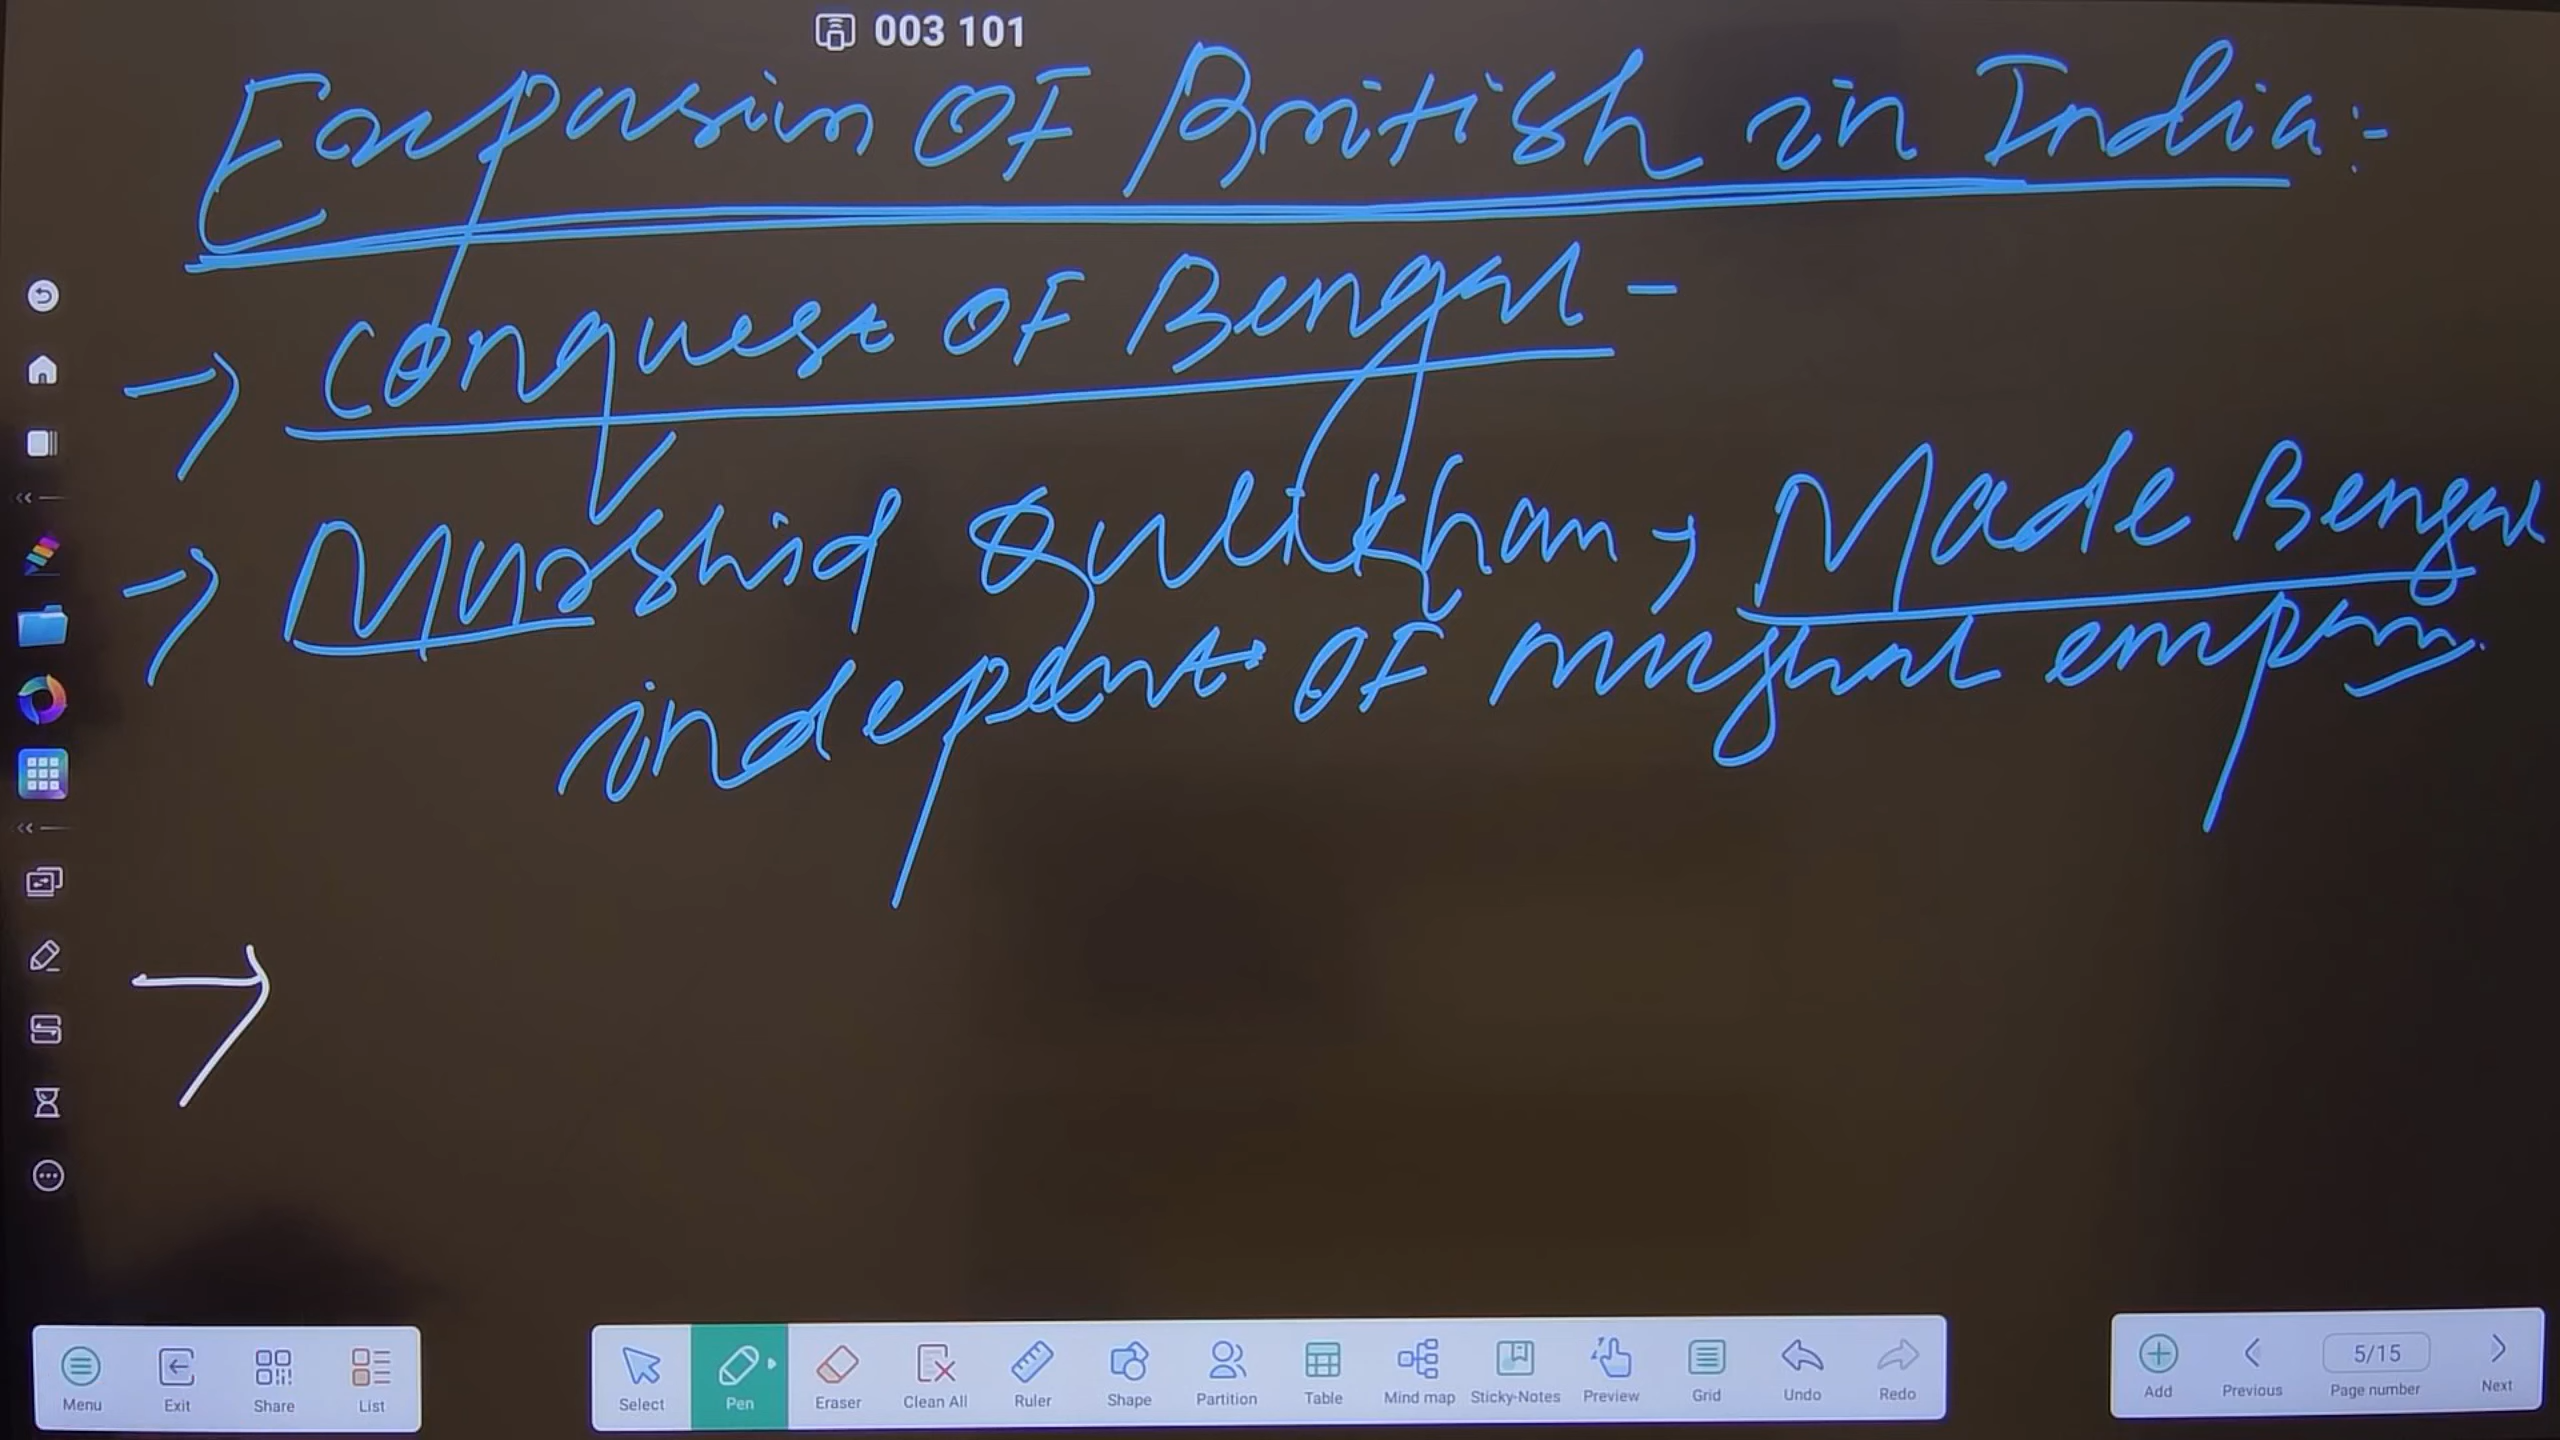 003 101
Expasion OF British in India :-
→ Conquest OF Bengal -
→ Murshid Qulikhan → Made Bengal
indepent. OF mughal empire.
→
Menu Exit Share List Select Pen Eraser Clean All Ruler Shape Partition Table Mind map Sticky-Notes Preview Grid Undo Redo Add Previous 5/15 Page number Next